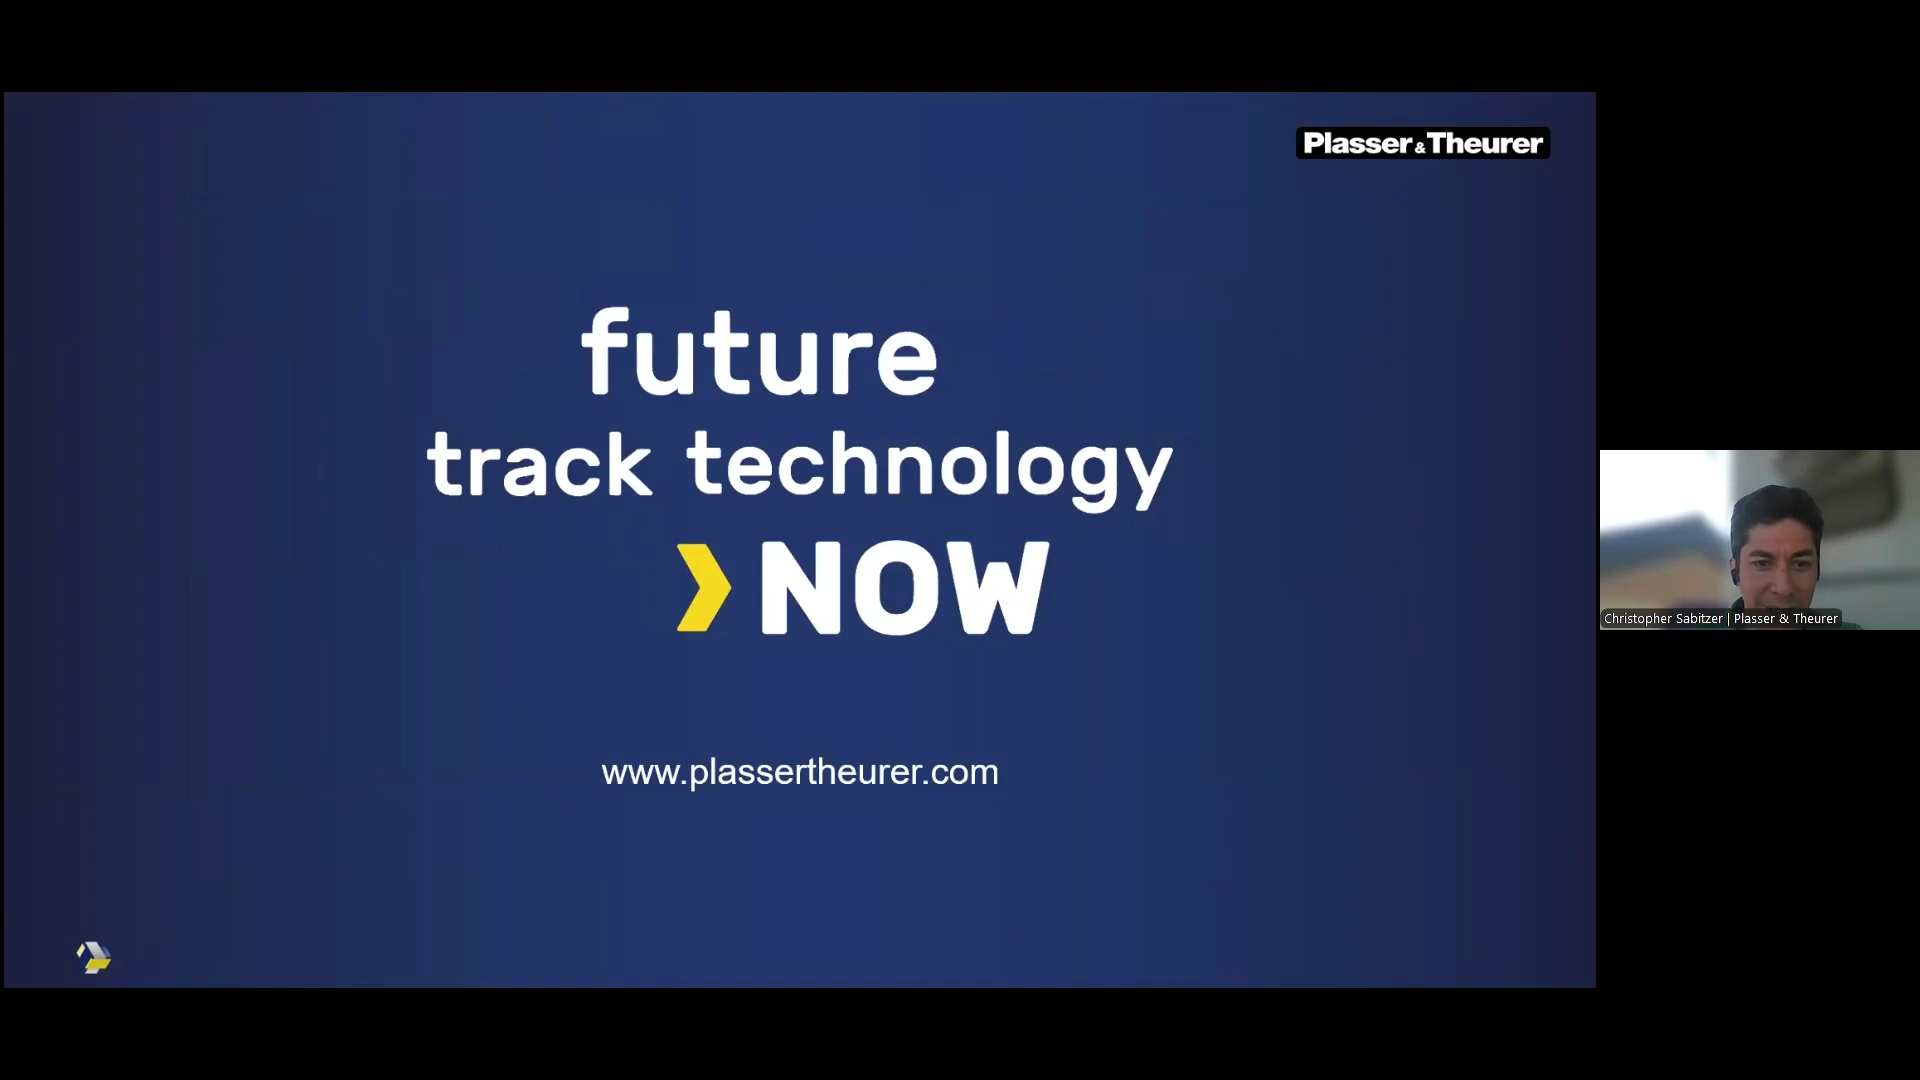 Plasser & Theurer
future
track technology
NOW
www.plassertheurer.com
Christopher Sabitzer | Plasser & Theurer